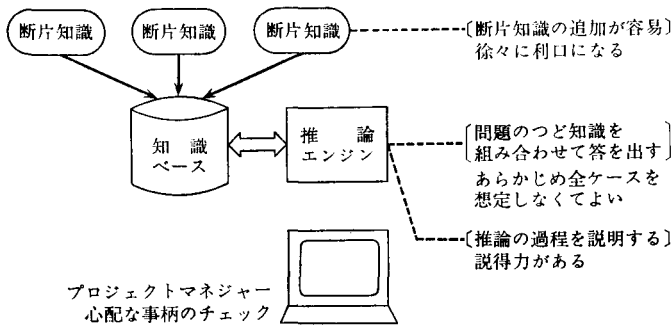 断片知識
断片知識
断片知識
〔断片知識の追加が容易〕
徐々に利口になる
知識
ベース
推論
エンジン
〔問題のつど知識を
組み合わせて答を出す〕
あらかじめ全ケースを
想定しなくてよい
〔推論の過程を説明する〕
説得力がある
プロジェクトマネジャー
心配な事柄のチェック